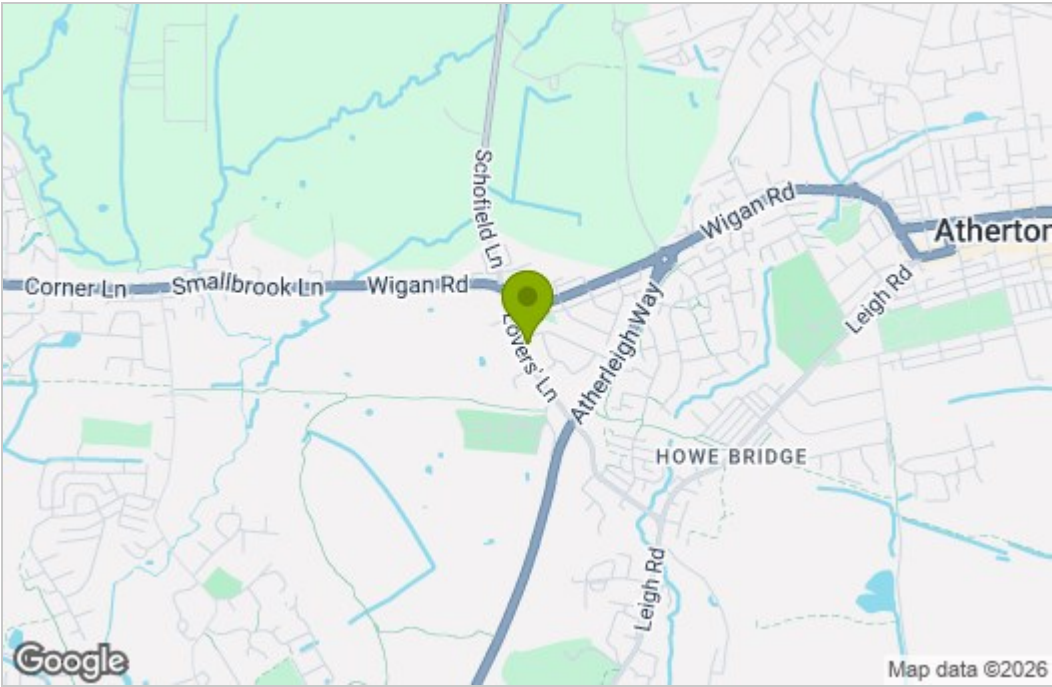 Schofield Ln
Wigan Rd
Atherton
Corner Ln
Smallbrook Ln
Wigan Rd
Lovers' Ln
Atherleigh Way
Leigh Rd
HOWE BRIDGE
Leigh Rd
Google
Map data ©2026